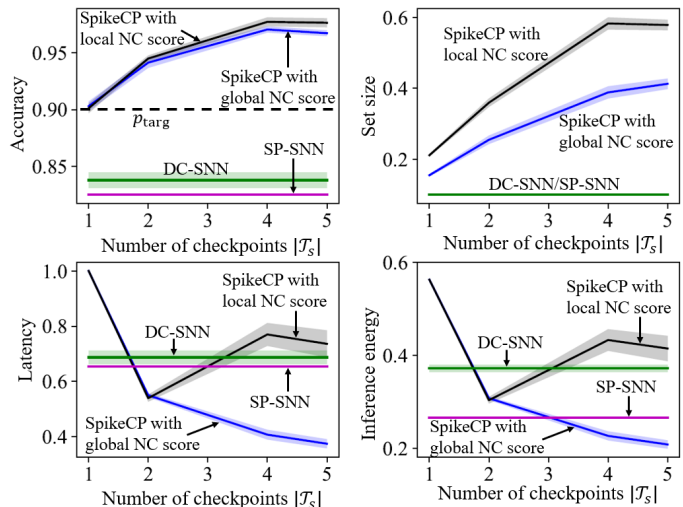 SpikeCP with
local NC score
SpikeCP with
global NC score
p_targ
SP-SNN
DC-SNN
Accuracy
0.95
0.90
0.85
1 2 3 4 5
Number of checkpoints |𝒯ₛ|
SpikeCP with
local NC score
SpikeCP with
global NC score
DC-SNN/SP-SNN
Set size
0.6
0.4
0.2
1 2 3 4 5
Number of checkpoints |𝒯ₛ|
SpikeCP with
local NC score
DC-SNN
SP-SNN
SpikeCP with
global NC score
Latency
1.0
0.8
0.6
0.4
1 2 3 4 5
Number of checkpoints |𝒯ₛ|
SpikeCP with
local NC score
DC-SNN
SP-SNN
SpikeCP with
global NC score
Inference energy
0.6
0.4
0.2
1 2 3 4 5
Number of checkpoints |𝒯ₛ|